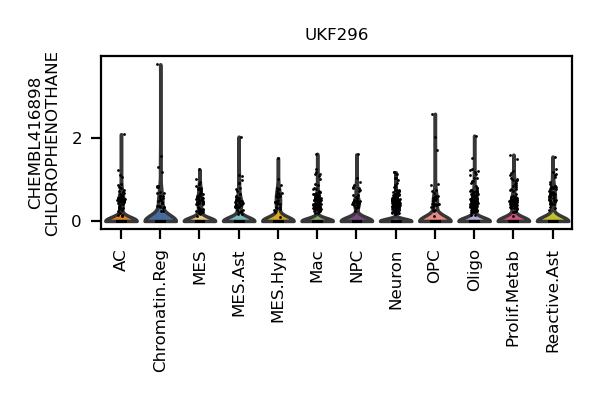 UKF296
CHEMBL416898
CHLOROPHENOTHANE
2
0
AC
Chromatin.Reg
MES
MES.Ast
MES.Hyp
Mac
NPC
Neuron
OPC
Oligo
Prolif.Metab
Reactive.Ast